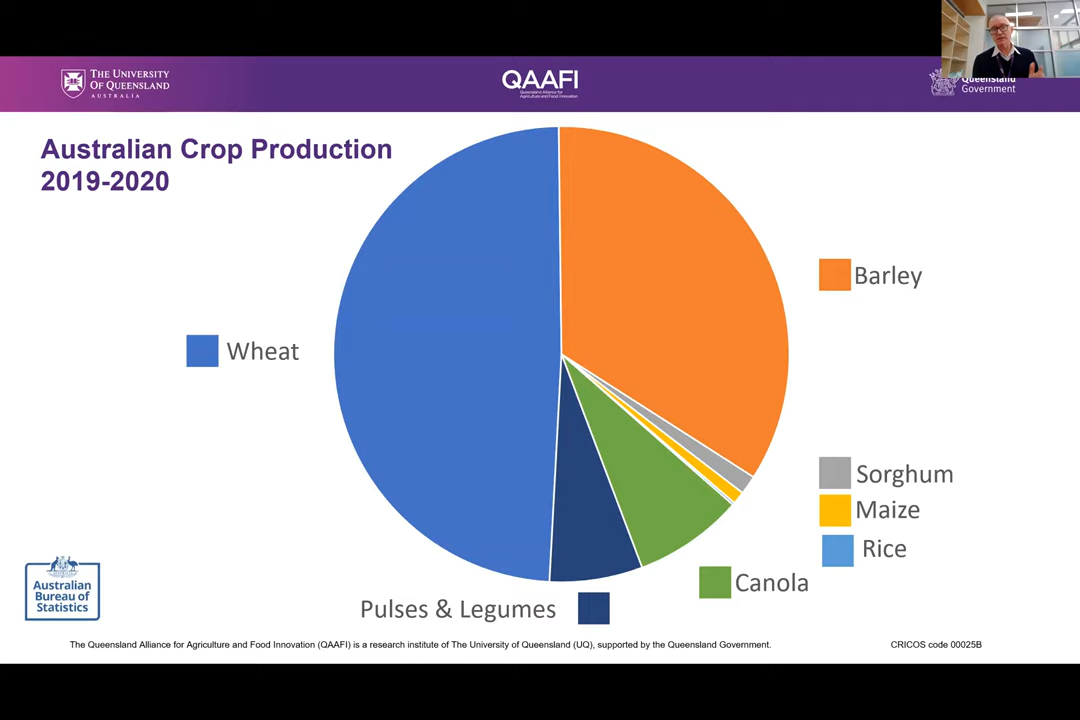 THE UNIVERSITY
OF QUEENSLAND
AUSTRALIA
QAAFI
Queensland Alliance for
Agriculture and Food Innovation
Queensland
Government
Australian Crop Production
2019-2020
Barley
Wheat
Sorghum
Maize
Rice
Canola
Pulses & Legumes
Australian
Bureau of
Statistics
The Queensland Alliance for Agriculture and Food Innovation (QAAFI) is a research institute of The University of Queensland (UQ), supported by the Queensland Government.
CRICOS code 00025B